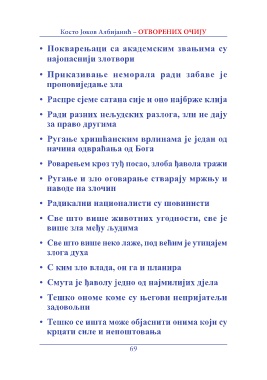 Косто Јоков Албијанић – ОТВОРЕНИХ ОЧИЈУ
• Покварењаци са академским звањима су
најопаснији злотвори
• Приказивање неморала ради забаве је
проповиједање зла
• Распре сјеме сатана сије и оно најбрже клија
• Ради разних нељудских разлога, зли не дају
за право другима
• Ругање хришћанским врлинама је један од
начина одвраћања од Бога
• Роварењем кроз туђ посао, злоба ђавола тражи
• Ругање и зло оговарање стварају мржњу и
наводе на злочин
• Радикални националисти су шовинисти
• Све што више животних угодности, све је
више зла међу људима
• Све што више неко лаже, под већим је утицајем
злога духа
• С ким зло влада, он га и планира
• Смута је ђаволу једно од најмилијих дјела
• Тешко ономе коме су његови непријатељи
задовољни
• Тешко се ишта може објаснити онима који су
крцати силе и непоштовања
69